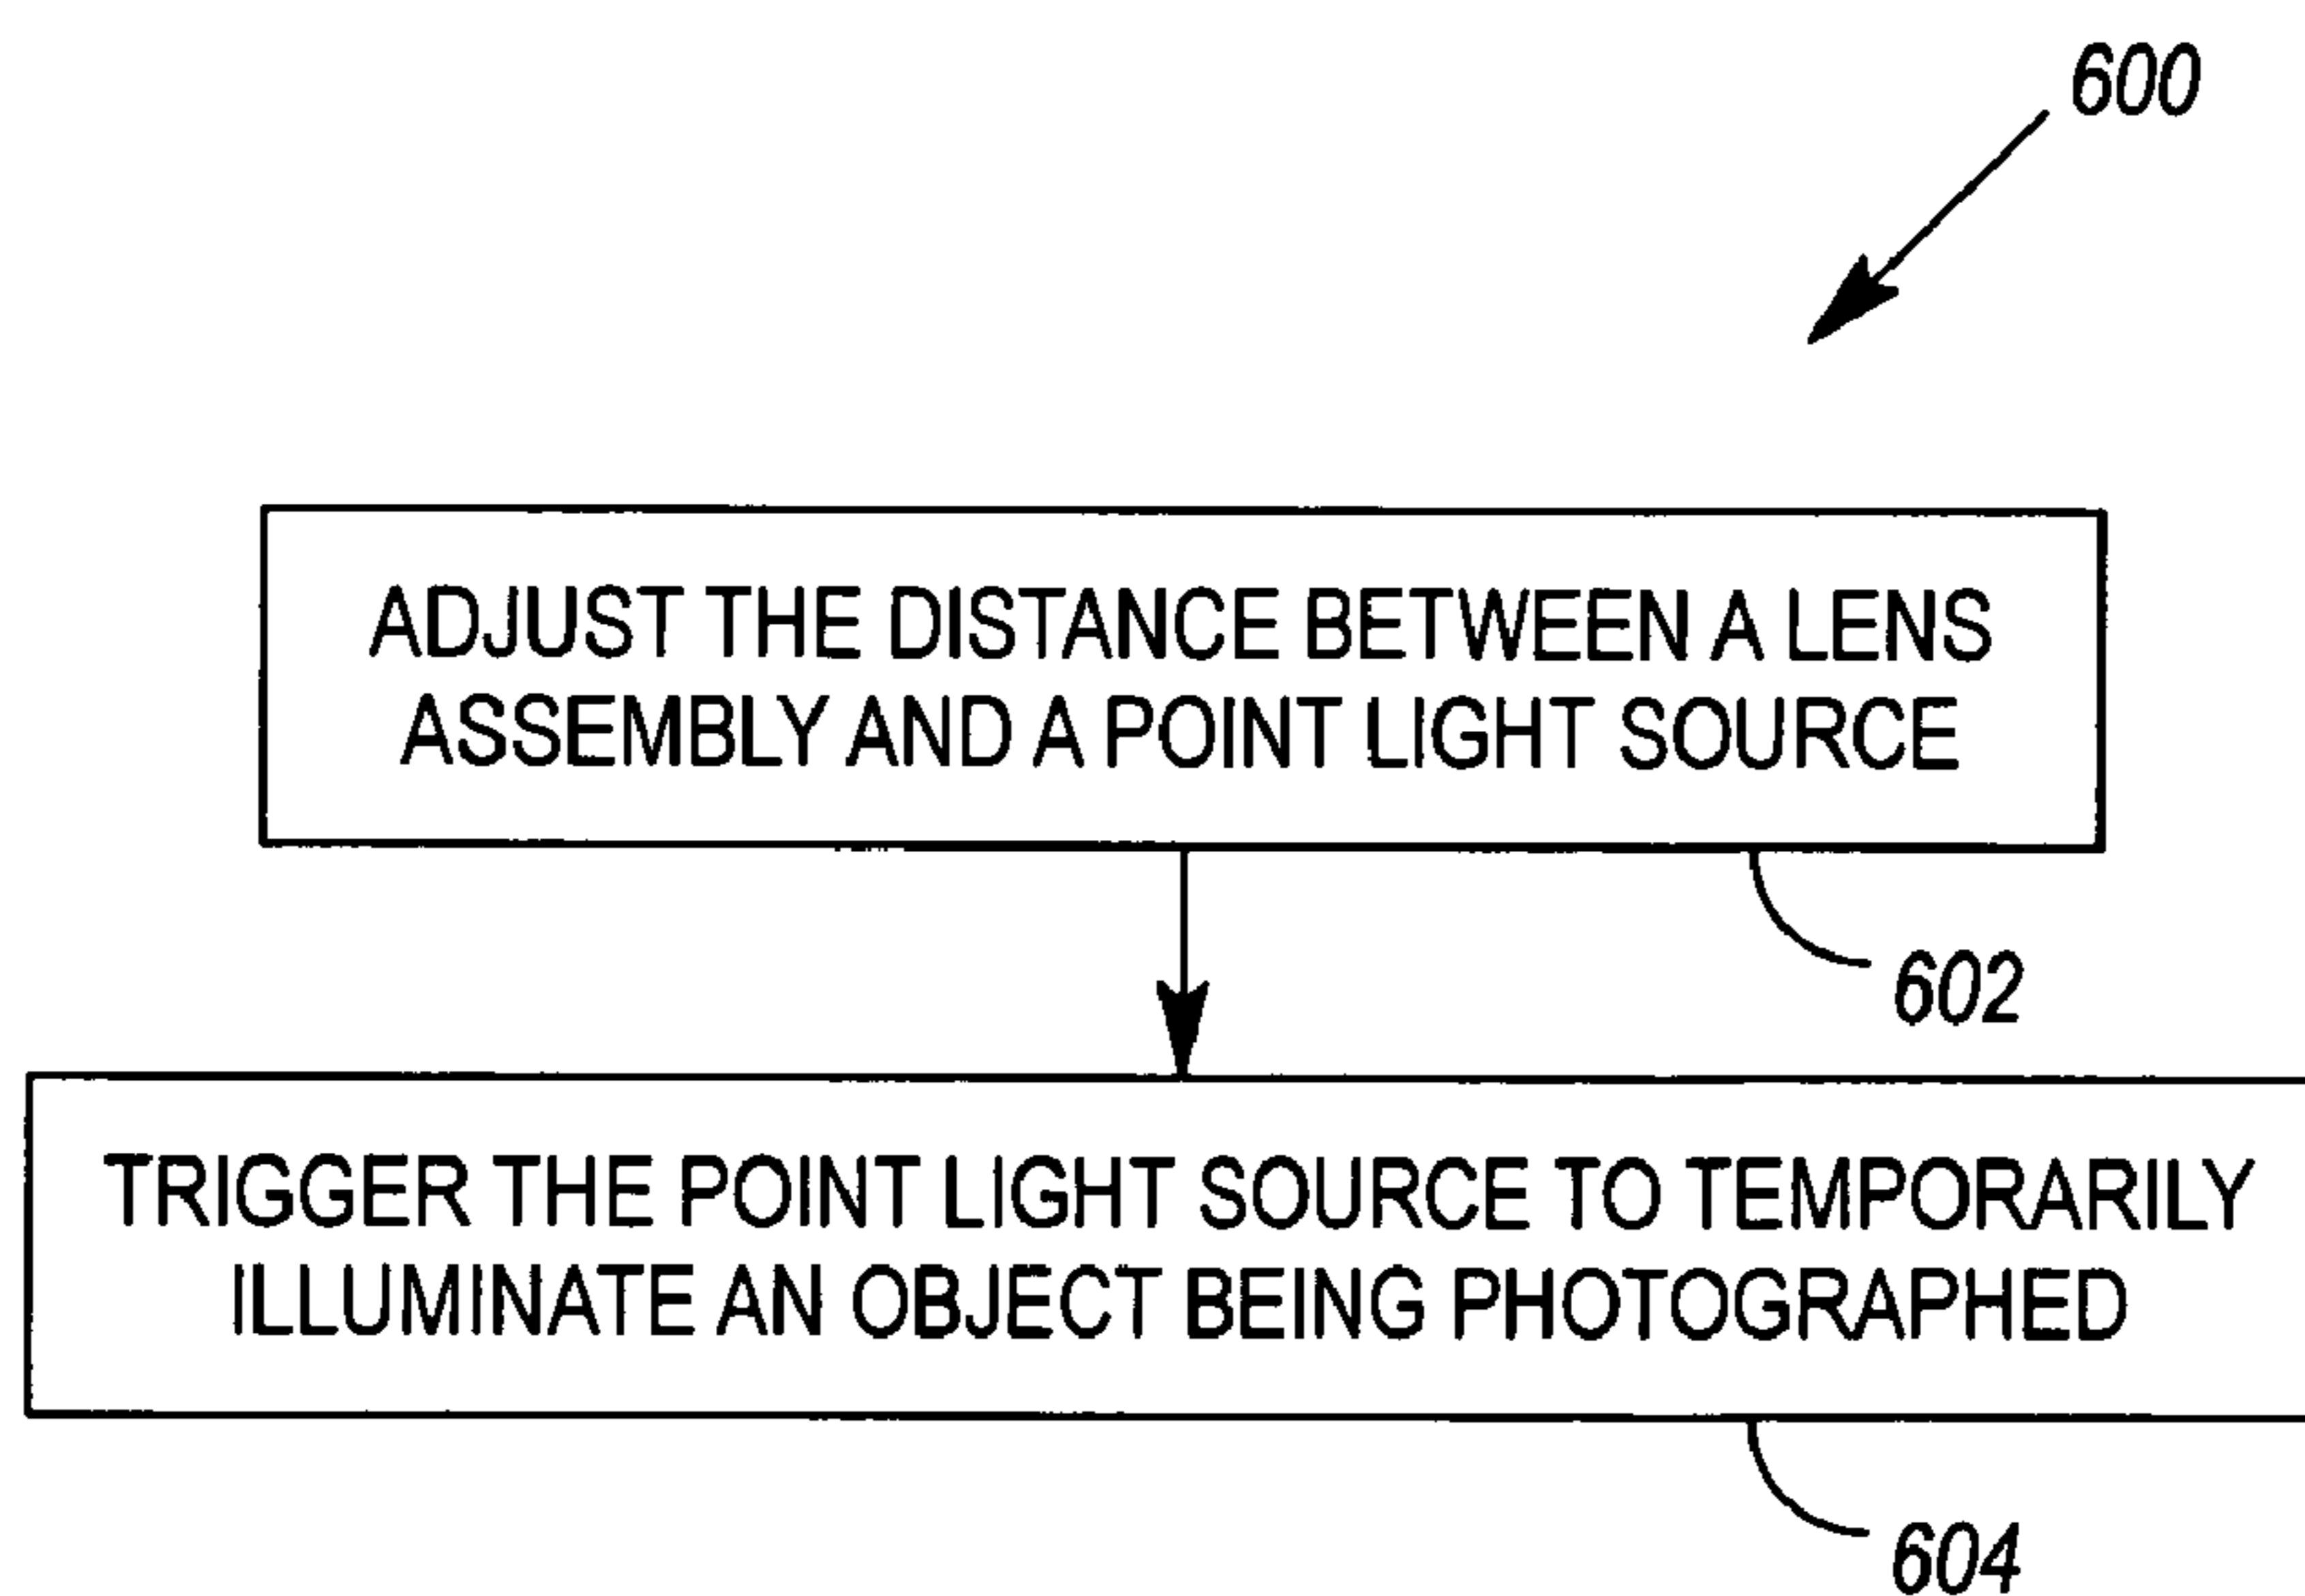 600
ADJUST THE DISTANCE BETWEEN A LENS
ASSEMBLY AND A POINT LIGHT SOURCE
602
TRIGGER THE POINT LIGHT SOURCE TO TEMPORARILY
ILLUMINATE AN OBJECT BEING PHOTOGRAPHED
604